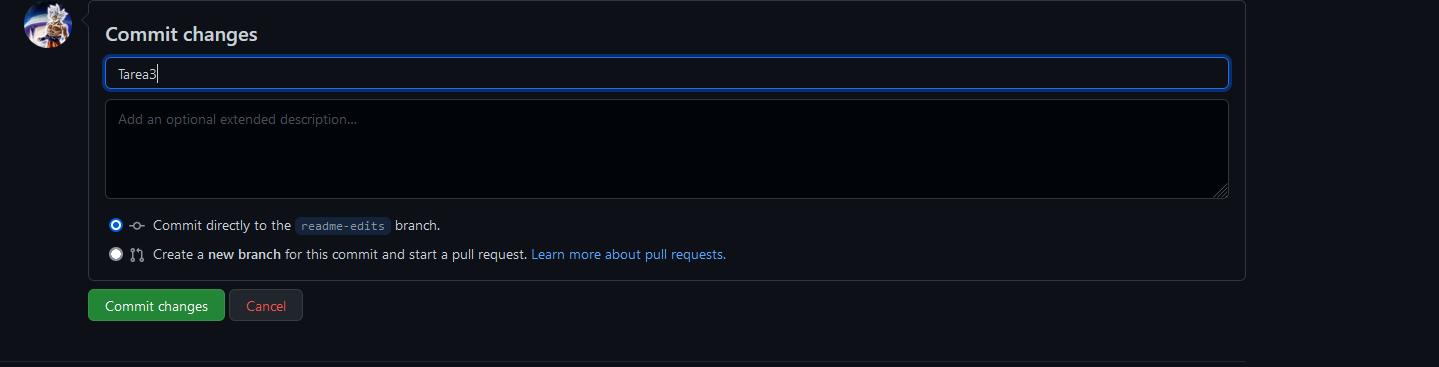 Commit changes
Tarea3
Add an optional extended description...
Commit directly to the readme-edits branch.
Create a new branch for this commit and start a pull request. Learn more about pull requests.
Commit changes Cancel